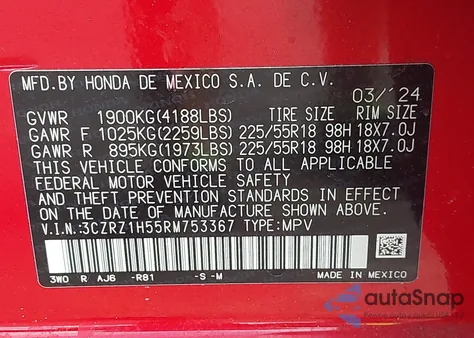 MFD.BY HONDA DE MEXICO S.A. DE C.V.
03/'24
GVWR 1900KG(4188LBS) TIRE SIZE RIM SIZE
GAWR F 1025KG(2259LBS) 225/55R18 98H 18X7.0J
GAWR R 895KG(1973LBS) 225/55R18 98H 18X7.0J
THIS VEHICLE CONFORMS TO ALL APPLICABLE
FEDERAL MOTOR VEHICLE SAFETY
AND THEFT PREVENTION STANDARDS IN EFFECT
ON THE DATE OF MANUFACTURE SHOWN ABOVE.
V.I.N.:3CZRZ1H55RM753367 TYPE:MPV
3W0 R AJ6 -R81 -S -M MADE IN MEXICO
autoSnap